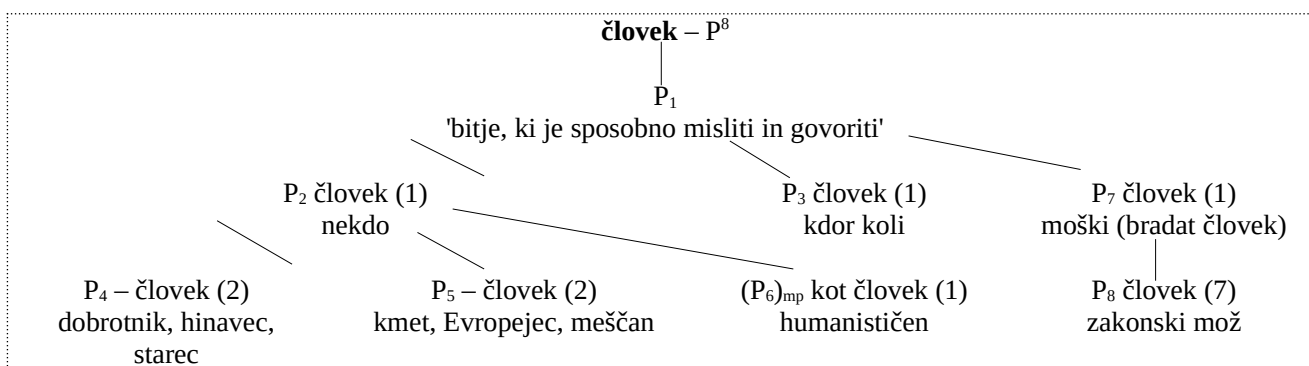 človek – P⁸
P₁
'bitje, ki je sposobno misliti in govoriti'
P₂ človek (1) P₃ človek (1) P₇ človek (1)
nekdo kdor koli moški (bradat človek)
P₄ – človek (2) P₅ – človek (2) (P₆)ₘₚ kot človek (1) P₈ človek (7)
dobrotnik, hinavec, kmet, Evropejec, meščan humanističen zakonski mož
starec